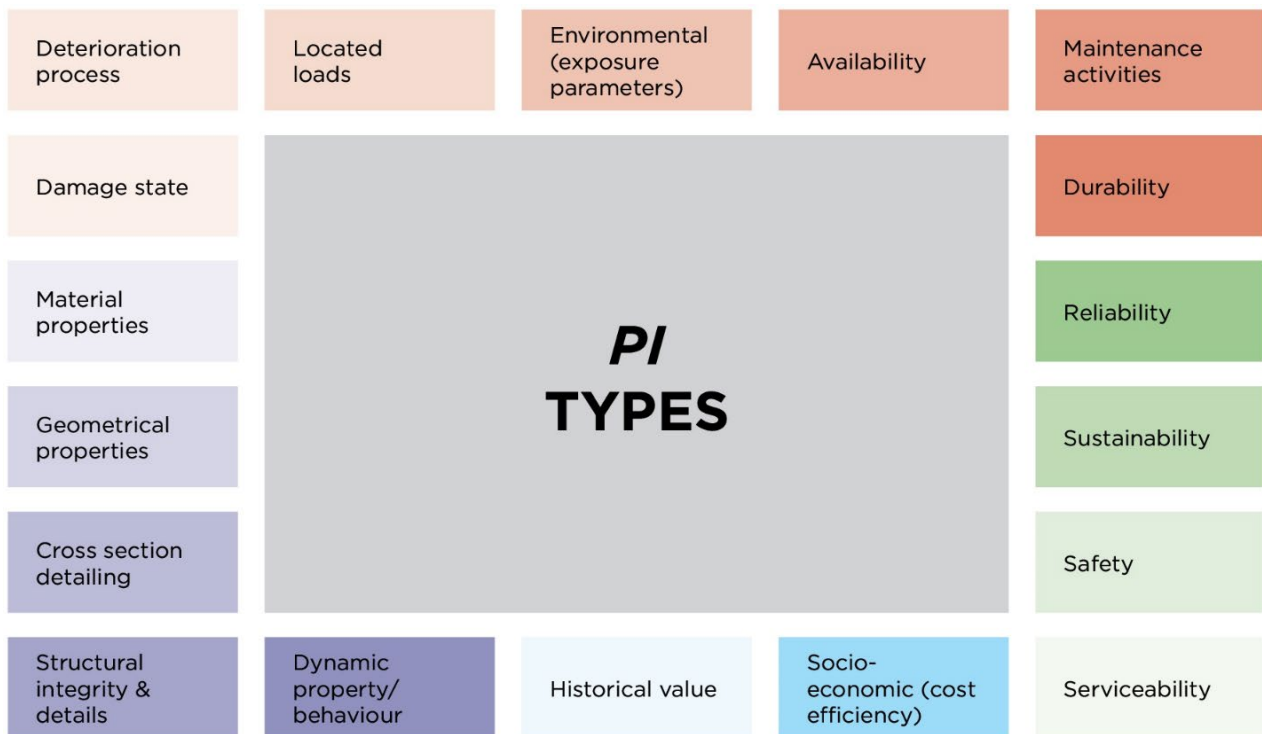 Deterioration
process
Located
loads
Environmental
(exposure
parameters)
Availability
Maintenance
activities
Damage state
Durability
Material
properties
PI
TYPES
Reliability
Geometrical
properties
Sustainability
Cross section
detailing
Safety
Structural
integrity &
details
Dynamic
property/
behaviour
Historical value
Socio-
economic (cost
efficiency)
Serviceability